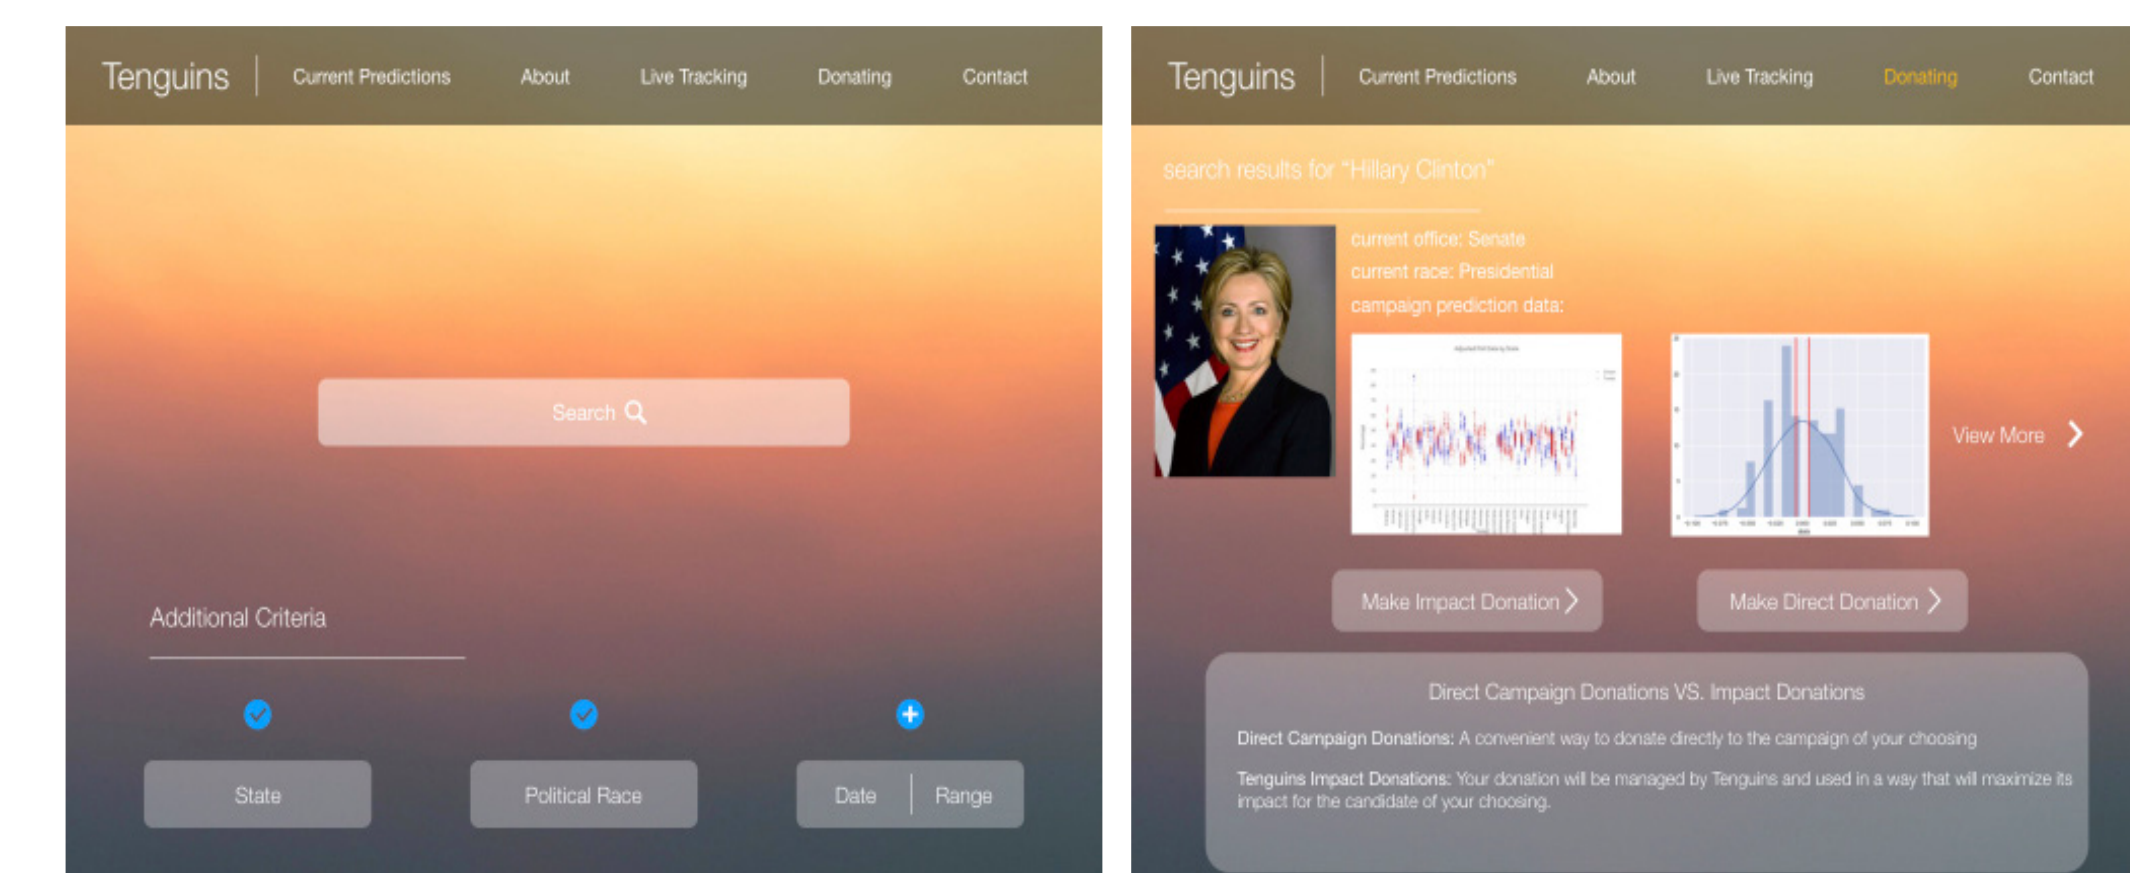 Tenguins
Current Predictions
About
Live Tracking
Donating
Contact
Search
Additional Criteria
State
Political Race
Date
Range
Tenguins
Current Predictions
About
Live Tracking
Donating
Contact
search results for “Hillary Clinton"
current office: Senate
current race: Presidential
campaign prediction data:
View More
Make Impact Donation
Make Direct Donation
Direct Campaign Donations VS. Impact Donations
Direct Campaign Donations: A convenient way to donate directly to the campaign of your choosing
Tenguins Impact Donations: Your donation will be managed by Tenguins and used in a way that will maximize its
impact for the candidate of your choosing.